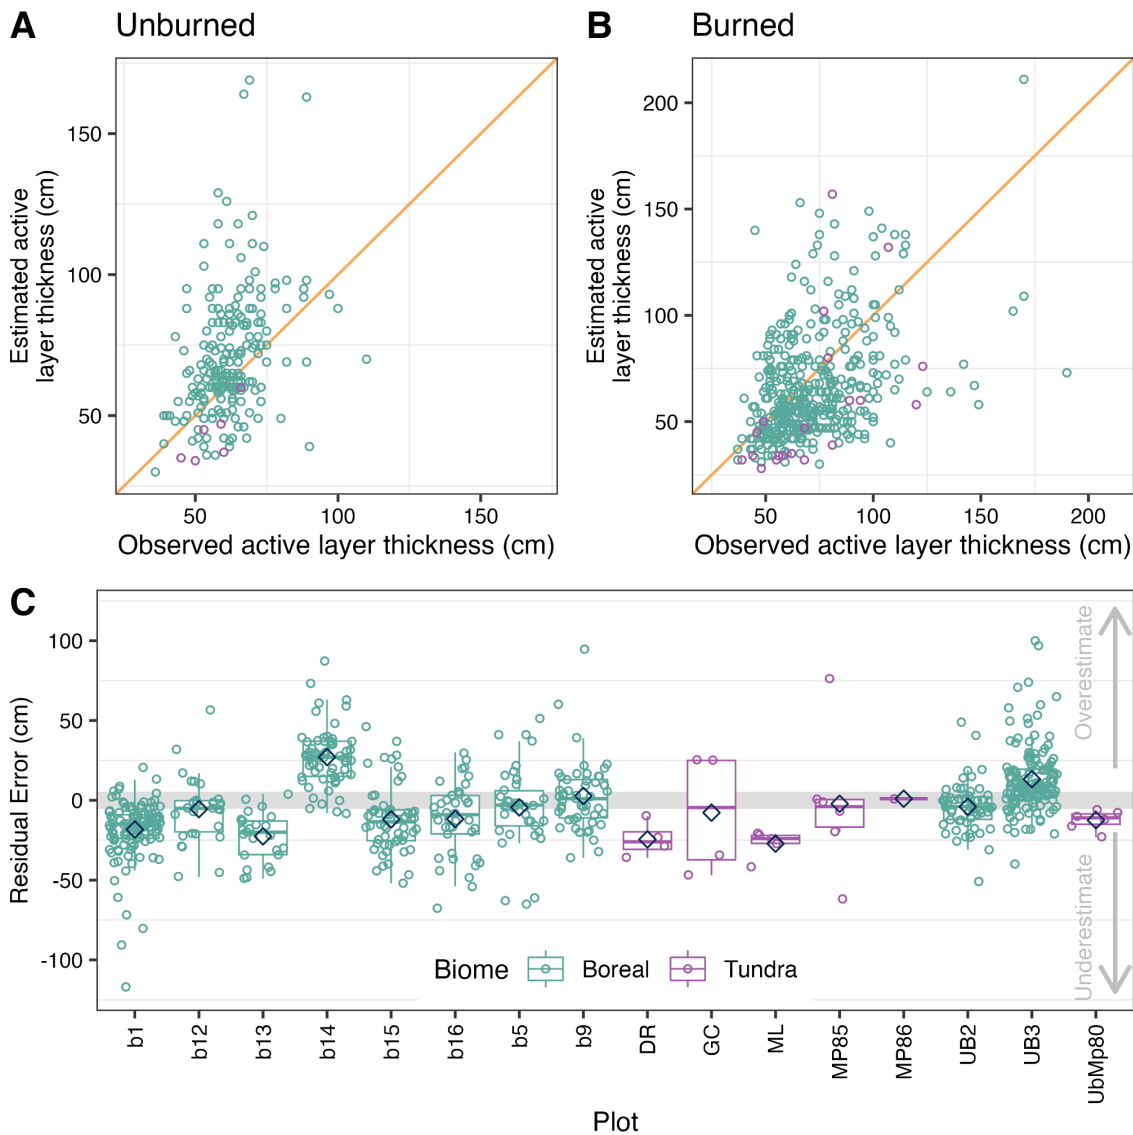 A
Unburned
Estimated active
layer thickness (cm)
150
100
50
50
100
150
Observed active layer thickness (cm)
B
Burned
Estimated active
layer thickness (cm)
200
150
100
50
50
100
150
200
Observed active layer thickness (cm)
C
Residual Error (cm)
100
50
0
-50
-100
Overestimate
Underestimate
Biome
Boreal
Tundra
b1
b12
b13
b14
b15
b16
b5
b9
DR
GC
ML
MP85
MP86
UB2
UB3
UbMp80
Plot